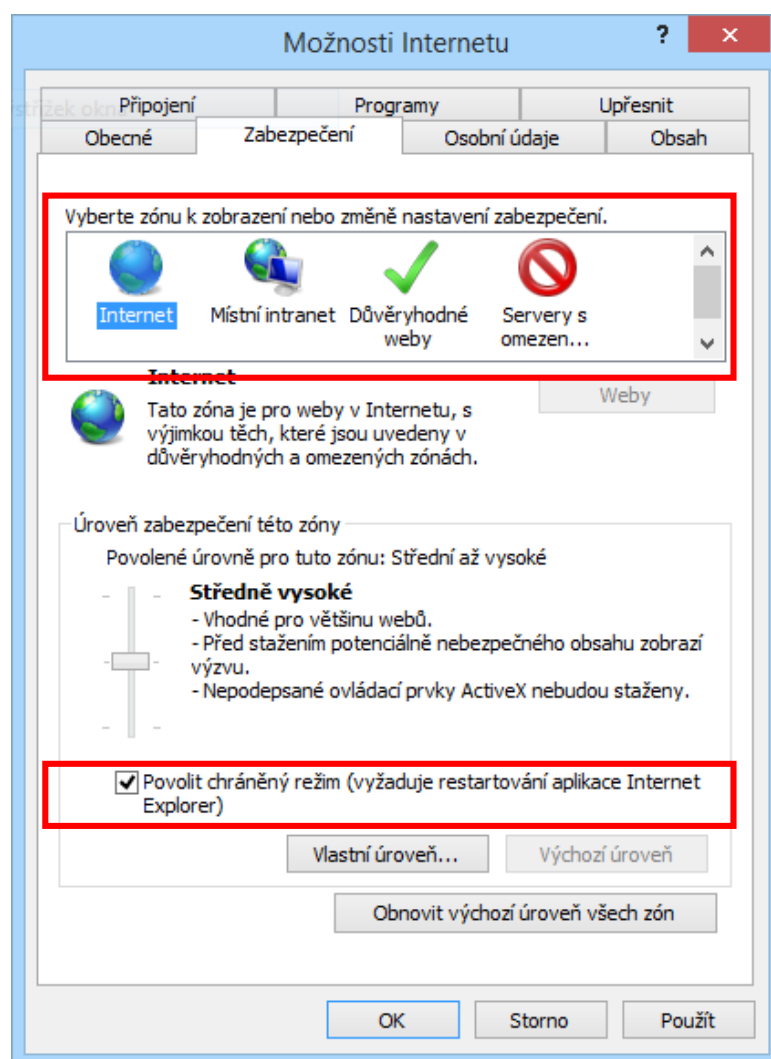 Možnosti Internetu
?
Připojení
Programy
Upřesnit
Obecné
Zabezpečení
Osobní údaje
Obsah
Vyberte zónu k zobrazení nebo změně nastavení zabezpečení.
Internet
Místní intranet
Důvěryhodné
weby
Servery s
omezen...
Internet
Weby
Tato zóna je pro weby v Internetu, s
výjimkou těch, které jsou uvedeny v
důvěryhodných a omezených zónách.
Úroveň zabezpečení této zóny
Povolené úrovně pro tuto zónu: Střední až vysoké
Středně vysoké
- Vhodné pro většinu webů.
- Před stažením potenciálně nebezpečného obsahu zobrazí
výzvu.
- Nepodepsané ovládací prvky ActiveX nebudou staženy.
Povolit chráněný režim (vyžaduje restartování aplikace Internet
Explorer)
Vlastní úroveň...
Výchozí úroveň
Obnovit výchozí úroveň všech zón
OK
Storno
Použít